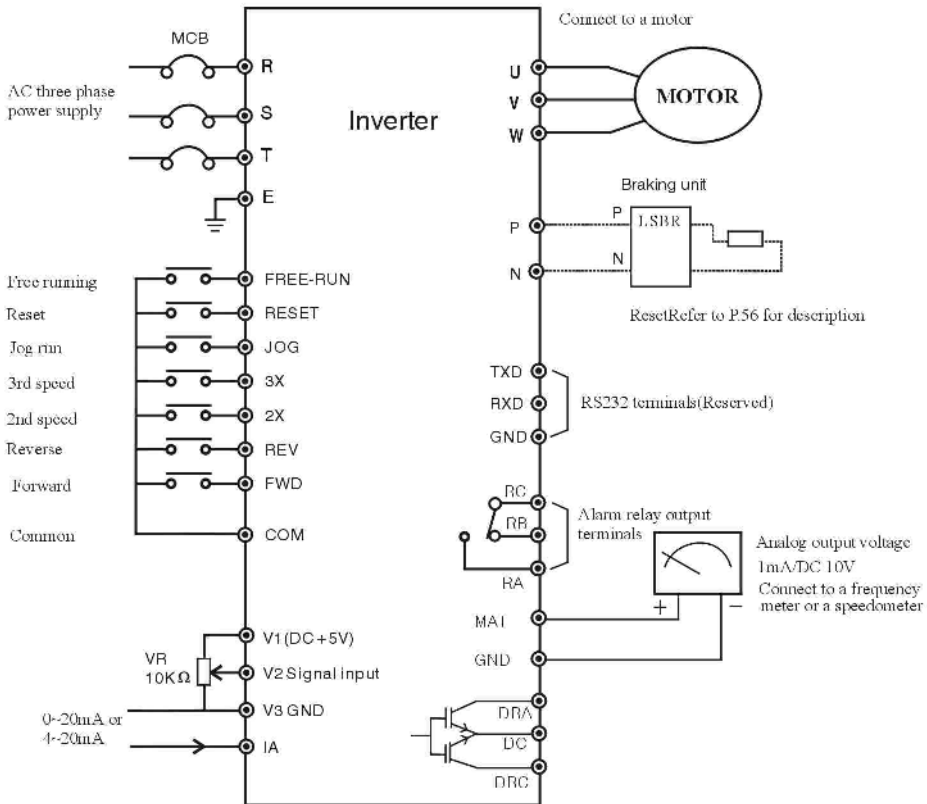 Connect to a motor
MCB
R
AC three phase
power supply
S
T
E
Inverter
U
V
W
MOTOR
Braking unit
P
P
LSBR
N
N
ResetRefer to P.56 for description
Free running
FREE-RUN
Reset
RESET
Jog run
JOG
3rd speed
3X
2nd speed
2X
Reverse
REV
Forward
FWD
Common
COM
TXD
RXD
GND
RS232 terminals(Reserved)
RC
RB
RA
Alarm relay output
terminals
Analog output voltage
1mA/DC 10V
Connect to a frequency
meter or a speedometer
+
−
MA1
GND
V1(DC+5V)
VR
10KΩ
V2 Signal input
V3 GND
0~20mA or
4~20mA
IA
DRA
DC
DRC